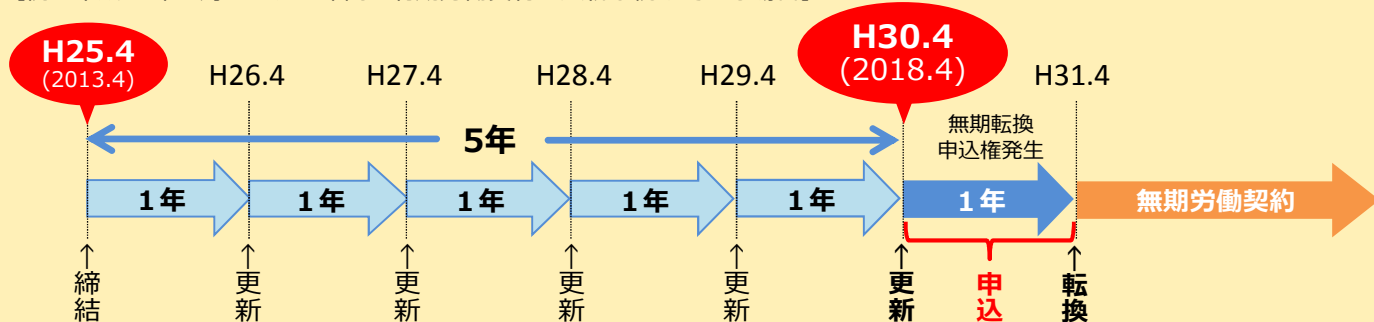 H25.4
(2013.4)
H26.4
H27.4
H28.4
H29.4
H30.4
(2018.4)
H31.4
5年
無期転換
申込権発生
1年
1年
1年
1年
1年
1年
無期労働契約
↑締結
↑更新
↑更新
↑更新
↑更新
↑更新
申込
↑転換